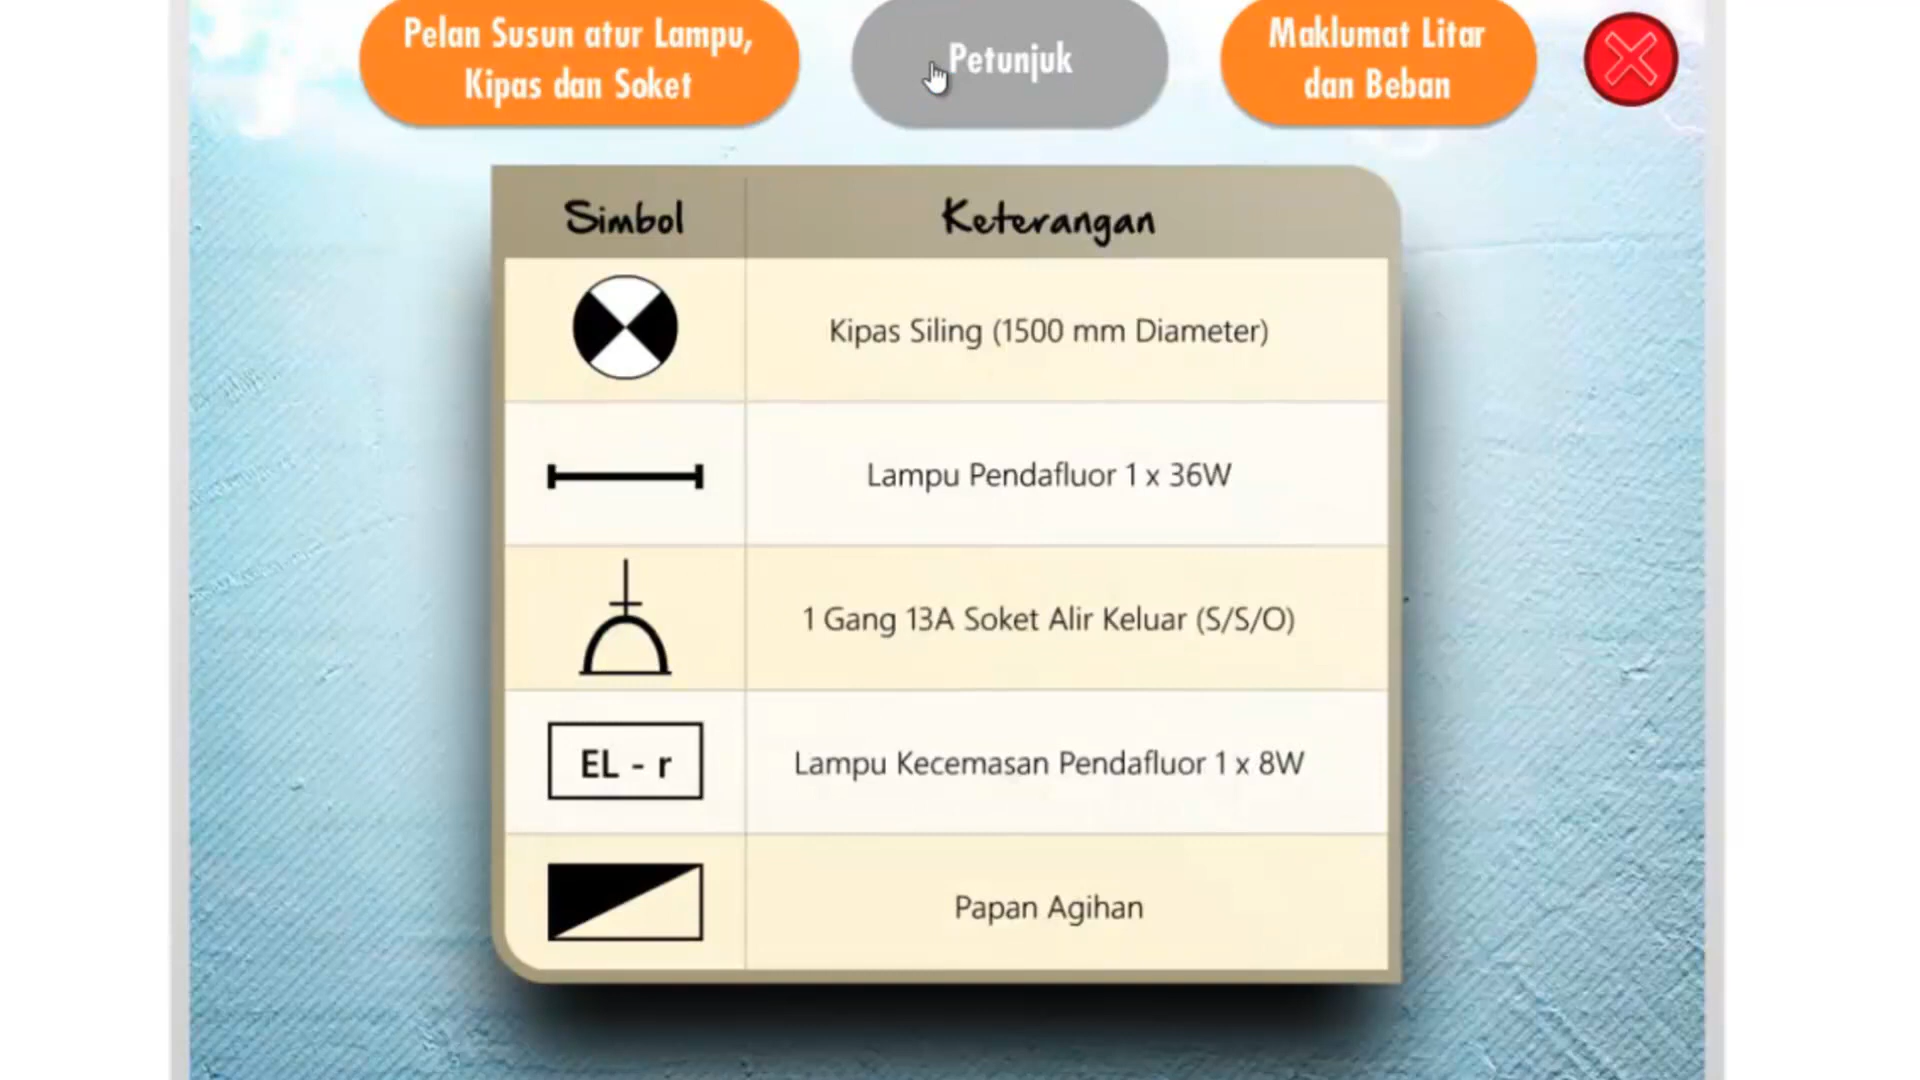 Pelan Susun atur Lampu,
Kipas dan Soket
Petunjuk
Maklumat Litar
dan Beban
Simbol
Keterangan
Kipas Siling (1500 mm Diameter)
Lampu Pendafluor 1 x 36W
1 Gang 13A Soket Alir Keluar (S/S/O)
EL - r
Lampu Kecemasan Pendafluor 1 x 8W
Papan Agihan